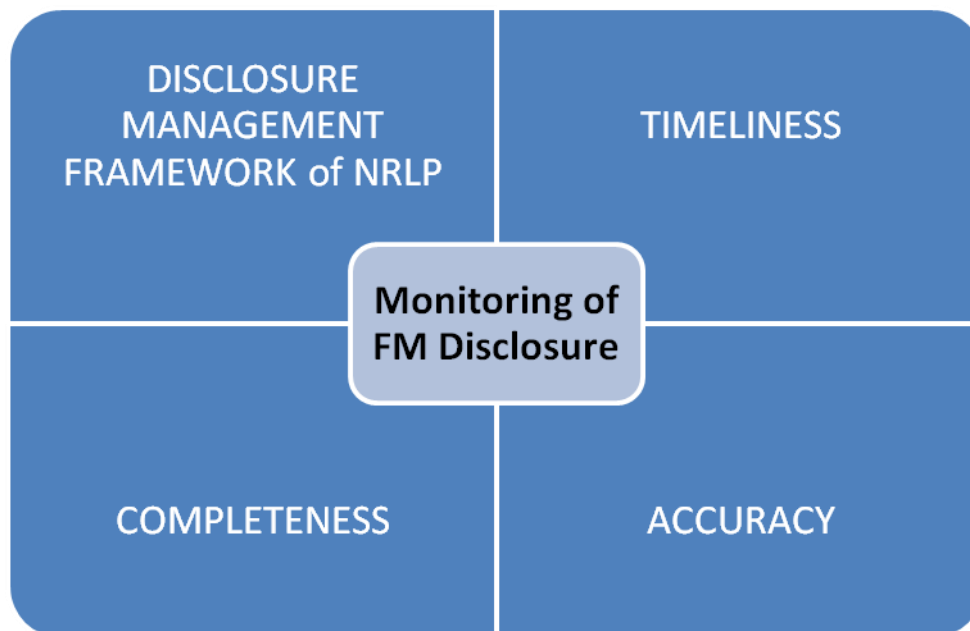 DISCLOSURE
MANAGEMENT
FRAMEWORK of NRLP
TIMELINESS
Monitoring of
FM Disclosure
COMPLETENESS
ACCURACY